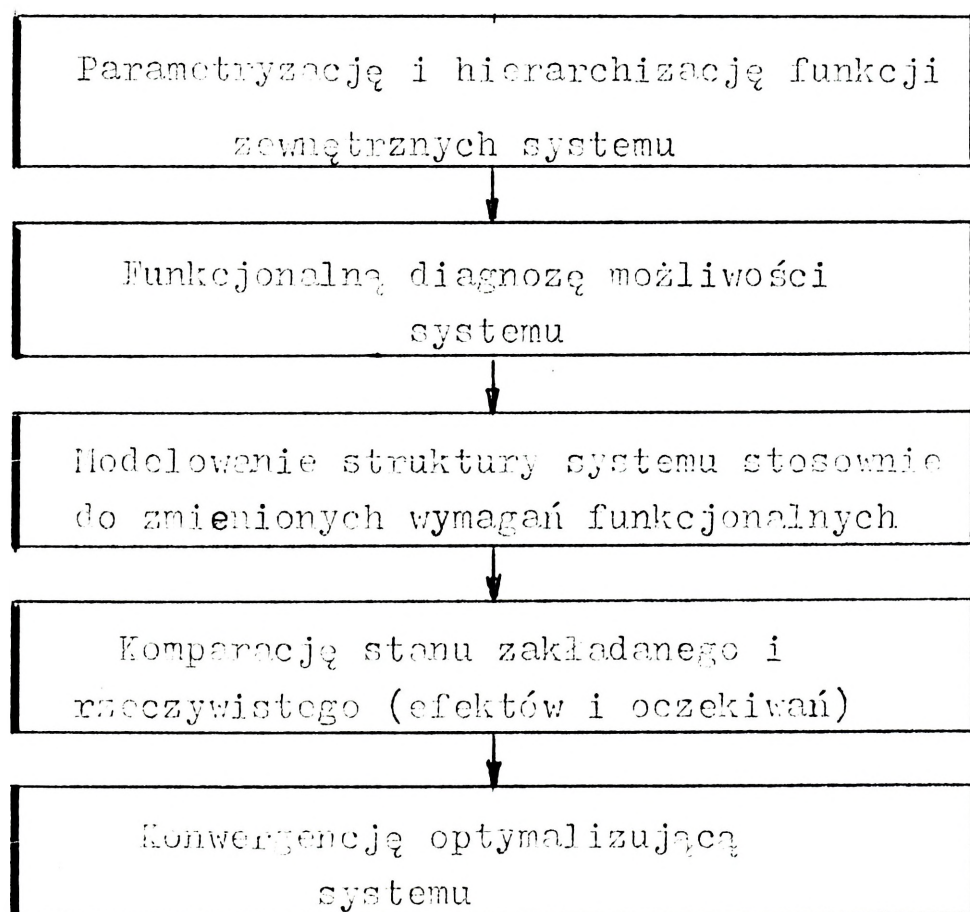 Parametryzację i hierarchizację funkcji
zewnętrznych systemu
Funkcjonalną diagnozę możliwości
systemu
Modelowanie struktury systemu stosownie
do zmienionych wymagań funkcjonalnych
Komparację stanu zakładanego i
rzeczywistego (efektów i oczekiwań)
Konwergencję optymalizującą
systemu